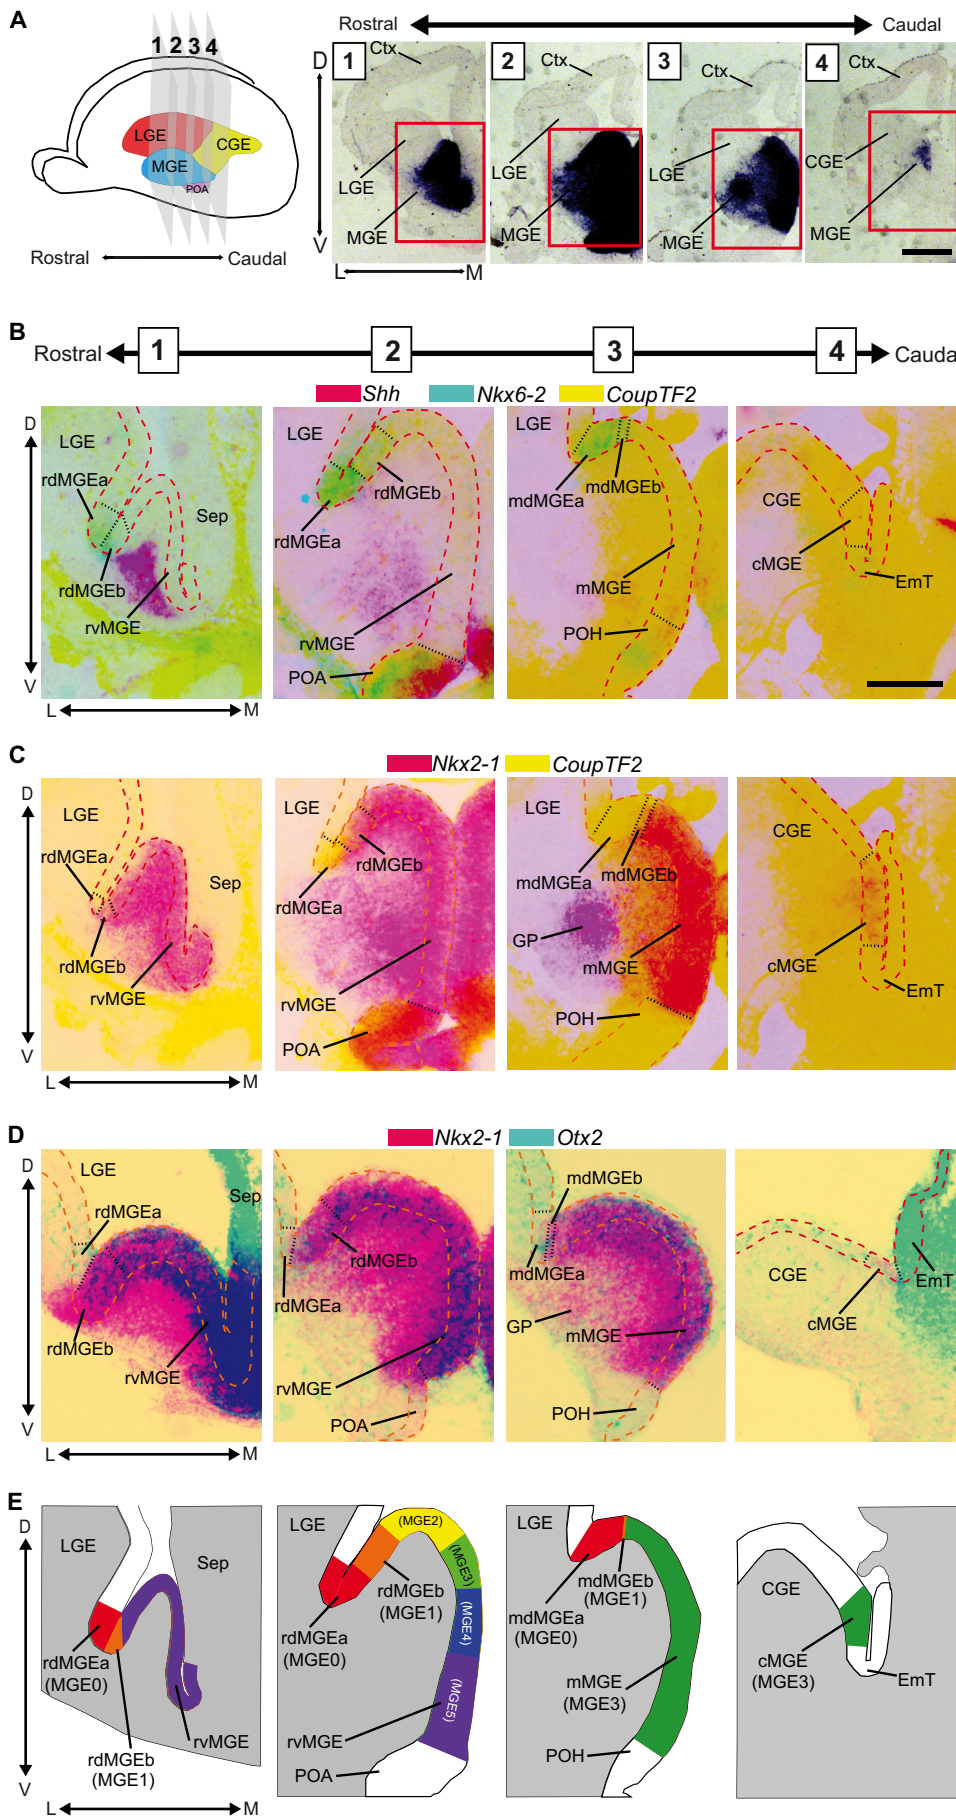 A
1 2 3 4
LGE
CGE
MGE
POA
Rostral Caudal
Rostral Caudal
D
V
L M
1
Ctx
LGE
MGE
2
Ctx
LGE
MGE
3
Ctx
LGE
MGE
4
Ctx
CGE
MGE
B
Rostral 1 2 3 4 Caudal
Shh Nkx6-2 CoupTF2
D
V
L M
LGE
rdMGEa
Sep
rdMGEb
rvMGE
LGE
rdMGEb
rdMGEa
rvMGE
POA
LGE
mdMGEa
mdMGEb
mMGE
POH
CGE
cMGE
EmT
C
Nkx2-1 CoupTF2
D
V
L M
LGE
rdMGEa
Sep
rdMGEb
rvMGE
LGE
rdMGEb
rdMGEa
rvMGE
POA
LGE
mdMGEa
mdMGEb
GP
mMGE
POH
CGE
cMGE
EmT
D
Nkx2-1 Otx2
D
V
L M
LGE
Sep
rdMGEa
rdMGEb
rvMGE
LGE
rdMGEb
rdMGEa
rvMGE
POA
mdMGEb
LGE
mdMGEa
GP
mMGE
POH
CGE
EmT
cMGE
E
D
V
L M
LGE
Sep
rdMGEa
(MGE0)
rvMGE
rdMGEb
(MGE1)
LGE
(MGE2)
(MGE3)
(MGE4)
(MGE5)
rdMGEb
(MGE1)
rdMGEa
(MGE0)
rvMGE
POA
LGE
mdMGEb
(MGE1)
mdMGEa
(MGE0)
mMGE
(MGE3)
POH
CGE
cMGE
(MGE3)
EmT